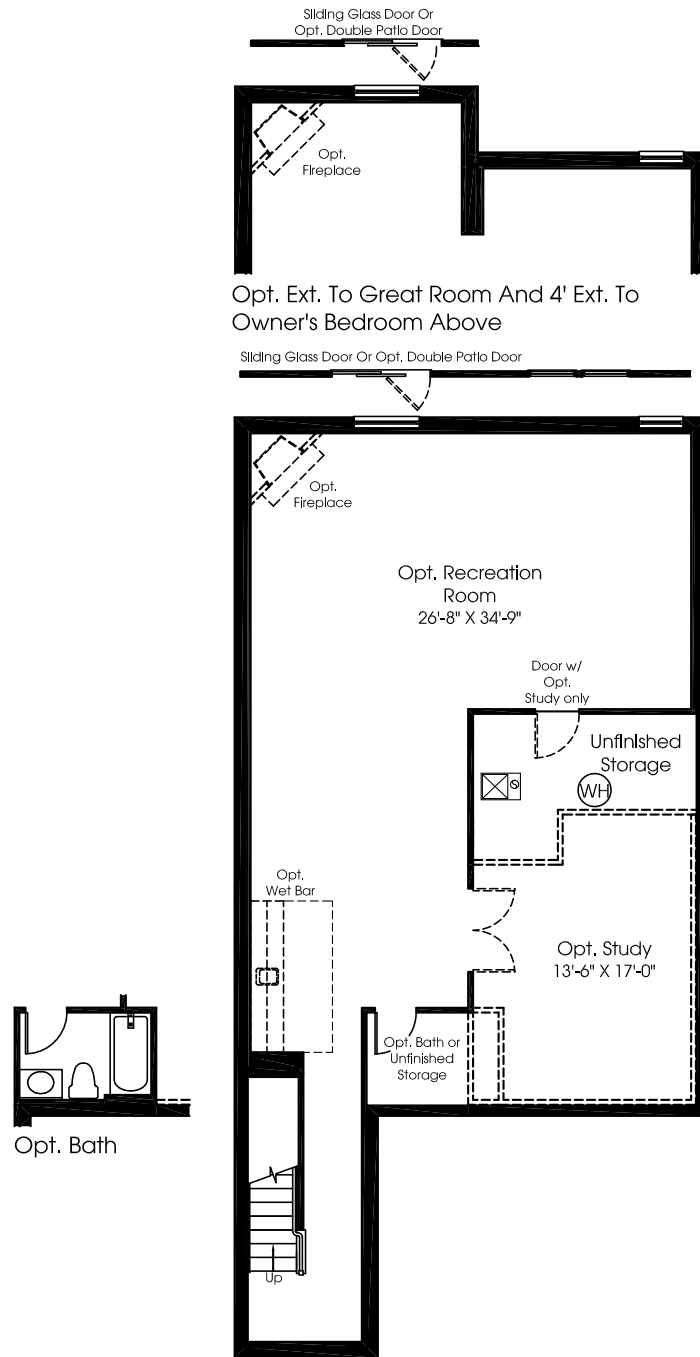 Sliding Glass Door Or
Opt. Double Patio Door
Opt.
Fireplace
Opt. Ext. To Great Room And 4' Ext. To
Owner's Bedroom Above
Sliding Glass Door Or Opt. Double Patio Door
Opt.
Fireplace
Opt. Recreation
Room
26'-8" X 34'-9"
Door w/
Opt.
Study only
Unfinished
Storage
WH
Opt.
Wet Bar
Opt. Study
13'-6" X 17'-0"
Opt. Bath or
Unfinished
Storage
Opt. Bath
Up